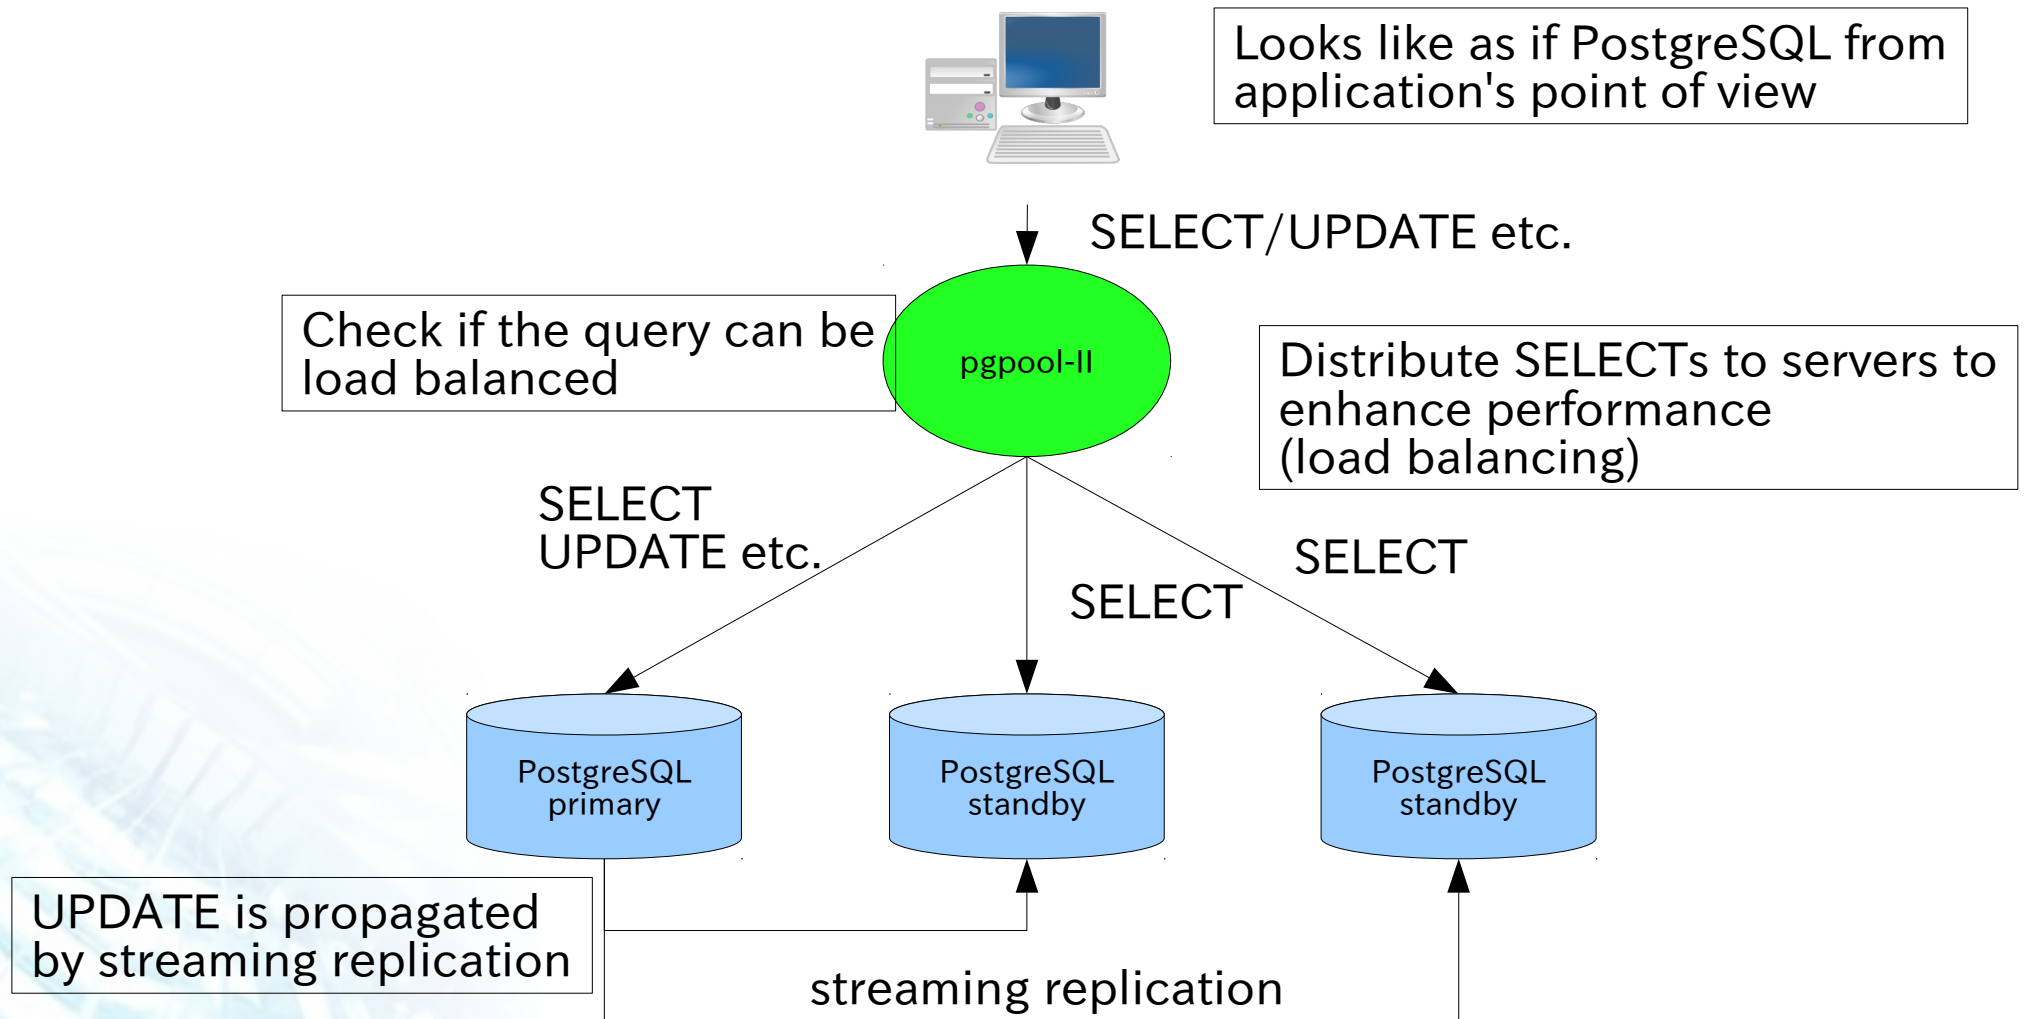 Looks like as if PostgreSQL from
application's point of view
SELECT/UPDATE etc.
Check if the query can be
load balanced
pgpool-II
Distribute SELECTs to servers to
enhance performance
(load balancing)
SELECT
UPDATE etc.
SELECT
SELECT
PostgreSQL
primary
PostgreSQL
standby
PostgreSQL
standby
UPDATE is propagated
by streaming replication
streaming replication